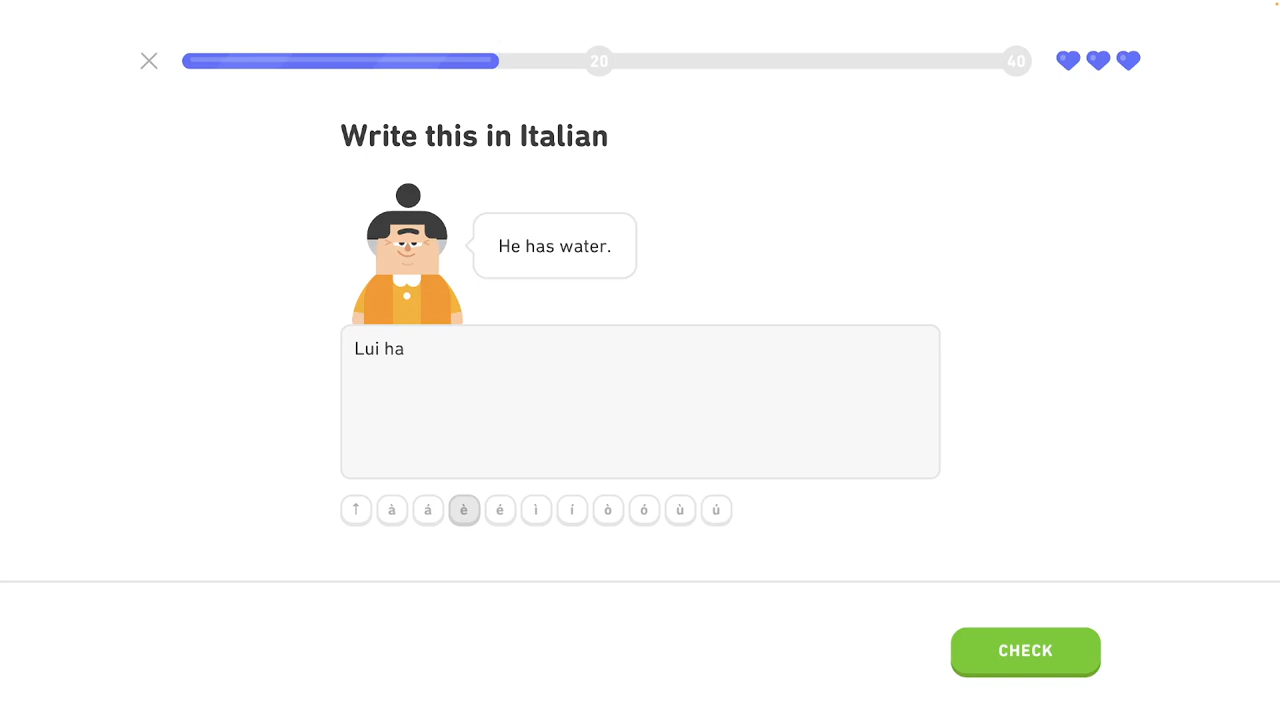 20
40
Write this in Italian
He has water.
Lui ha
↑ à á è é ì í ò ó ù ú
CHECK